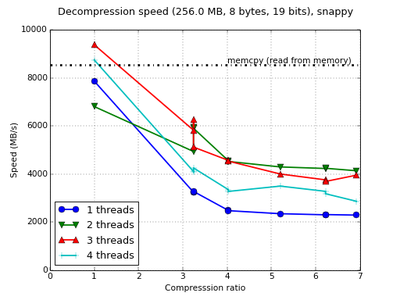 Decompression speed (256.0 MB, 8 bytes, 19 bits), snappy
10000
8000
6000
4000
2000
0
Speed (MB/s)
memcpy (read from memory)
1 threads
2 threads
3 threads
4 threads
0 1 2 3 4 5 6 7
Compresssion ratio